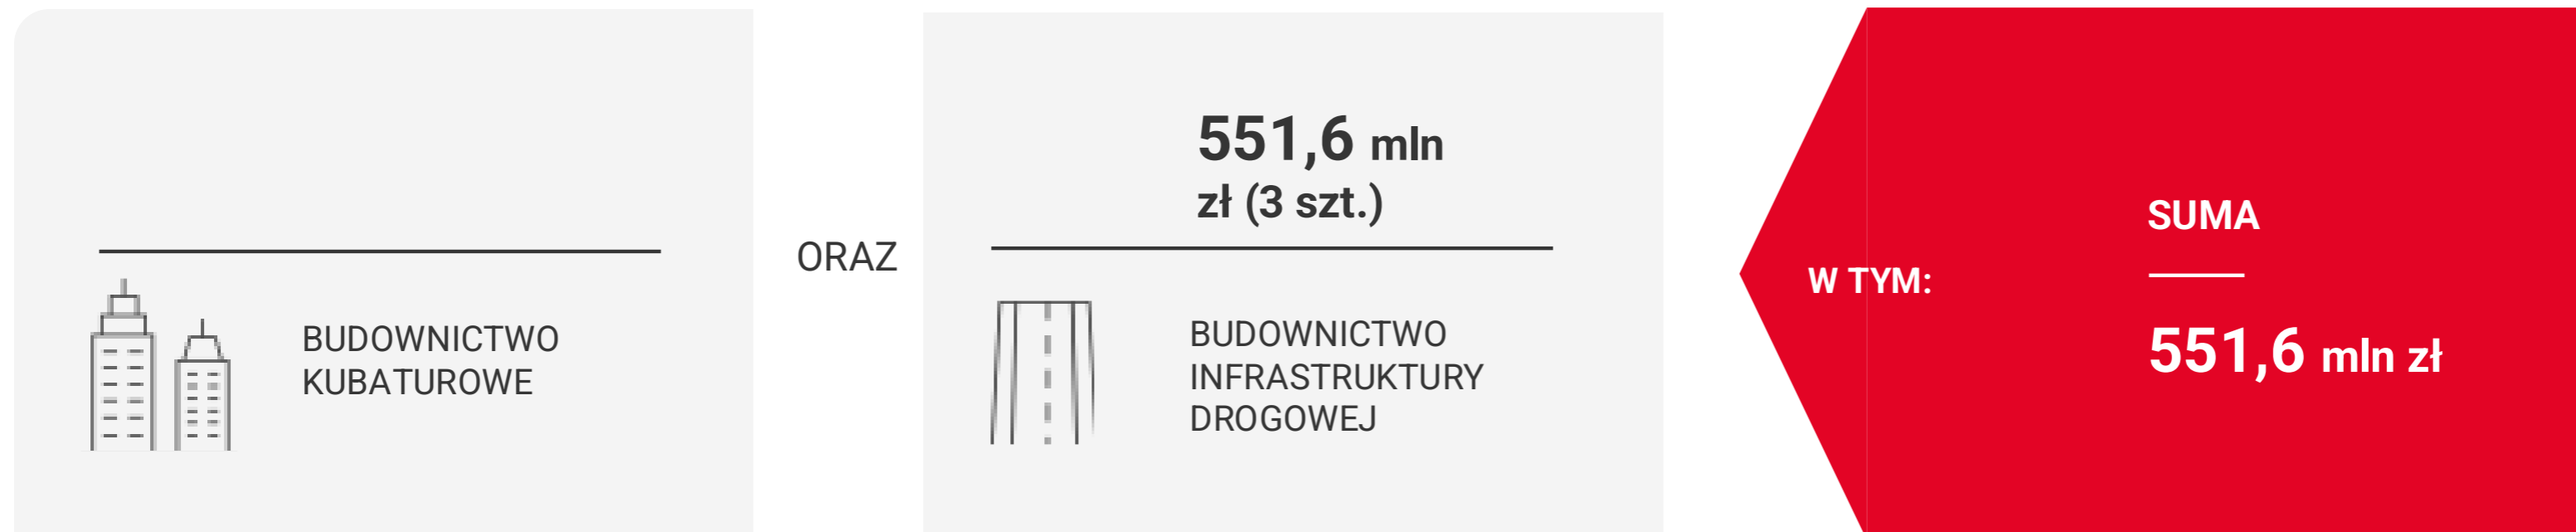 BUDOWNICTWO
KUBATUROWE
ORAZ
551,6 mln
zł (3 szt.)
BUDOWNICTWO
INFRASTRUKTURY
DROGOWEJ
W TYM:
SUMA
551,6 mln zł